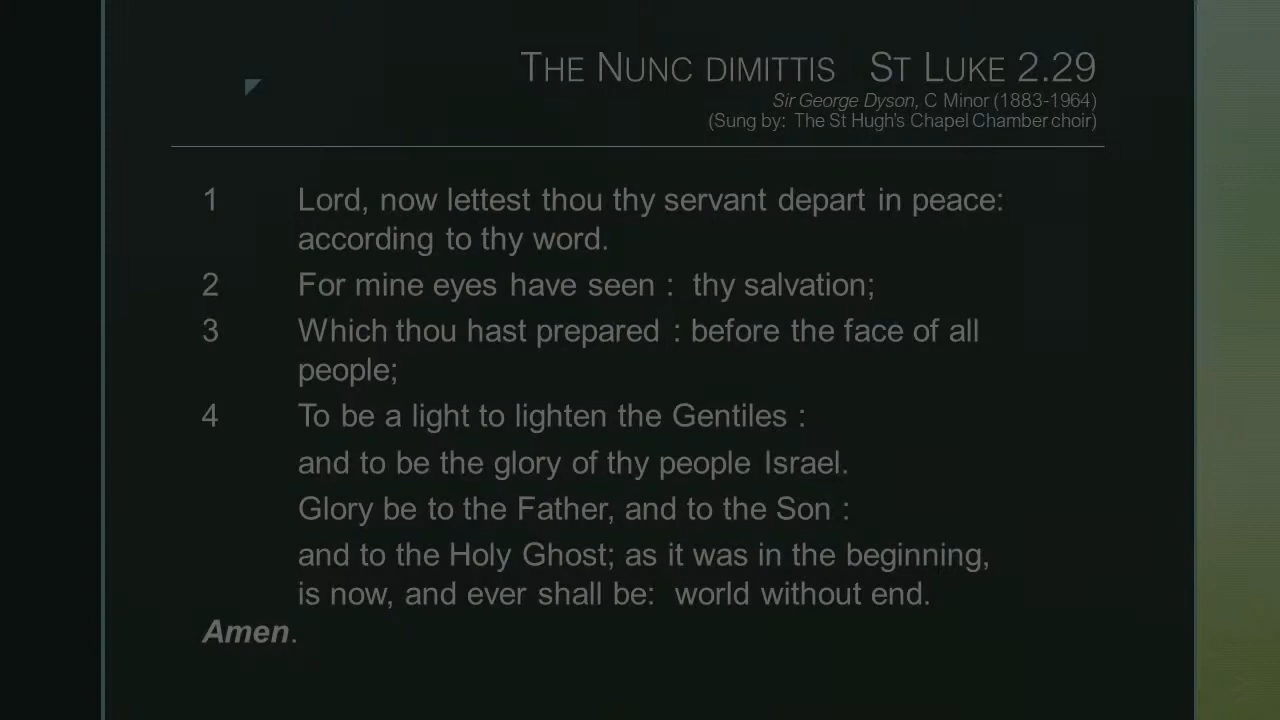 THE NUNC DIMITTIS ST LUKE 2.29
Sir George Dyson, C Minor (1883-1964)
(Sung by: The St Hugh's Chapel Chamber choir)
1 Lord, now lettest thou thy servant depart in peace:
according to thy word.
2 For mine eyes have seen : thy salvation;
3 Which thou hast prepared : before the face of all
people;
4 To be a light to lighten the Gentiles :
and to be the glory of thy people Israel.
Glory be to the Father, and to the Son :
and to the Holy Ghost; as it was in the beginning,
is now, and ever shall be: world without end.
Amen.